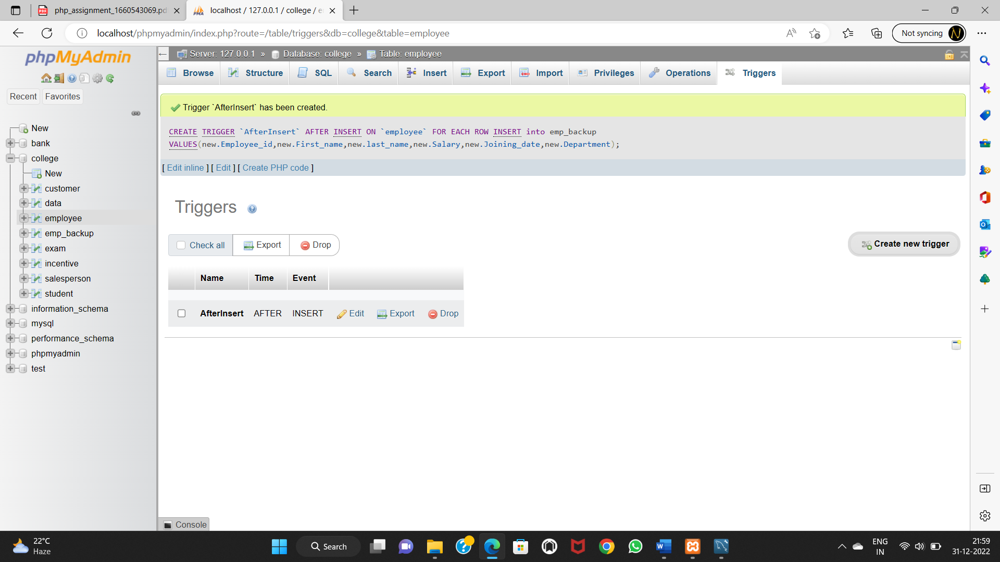 php_assignment_1660543069.pd
localhost / 127.0.0.1 / college / e
localhost/phpmyadmin/index.php?route=/table/triggers&db=college&table=employee
Not syncing
phpMyAdmin
Recent
Favorites
New
bank
college
New
customer
data
employee
emp_backup
exam
incentive
salesperson
student
information_schema
mysql
performance_schema
phpmyadmin
test
Server: 127.0.0.1 » Database: college » Table: employee
Browse Structure SQL Search Insert Export Import Privileges Operations Triggers
Trigger `AfterInsert` has been created.
CREATE TRIGGER `AfterInsert` AFTER INSERT ON `employee` FOR EACH ROW INSERT into emp_backup
VALUES(new.Employee_id,new.First_name,new.last_name,new.Salary,new.Joining_date,new.Department);
[ Edit inline ] [ Edit ] [ Create PHP code ]
Triggers
Check all Export Drop
Create new trigger
Name Time Event
AfterInsert AFTER INSERT Edit Export Drop
Console
22°C
Haze
Search
ENG
IN
21:59
31-12-2022